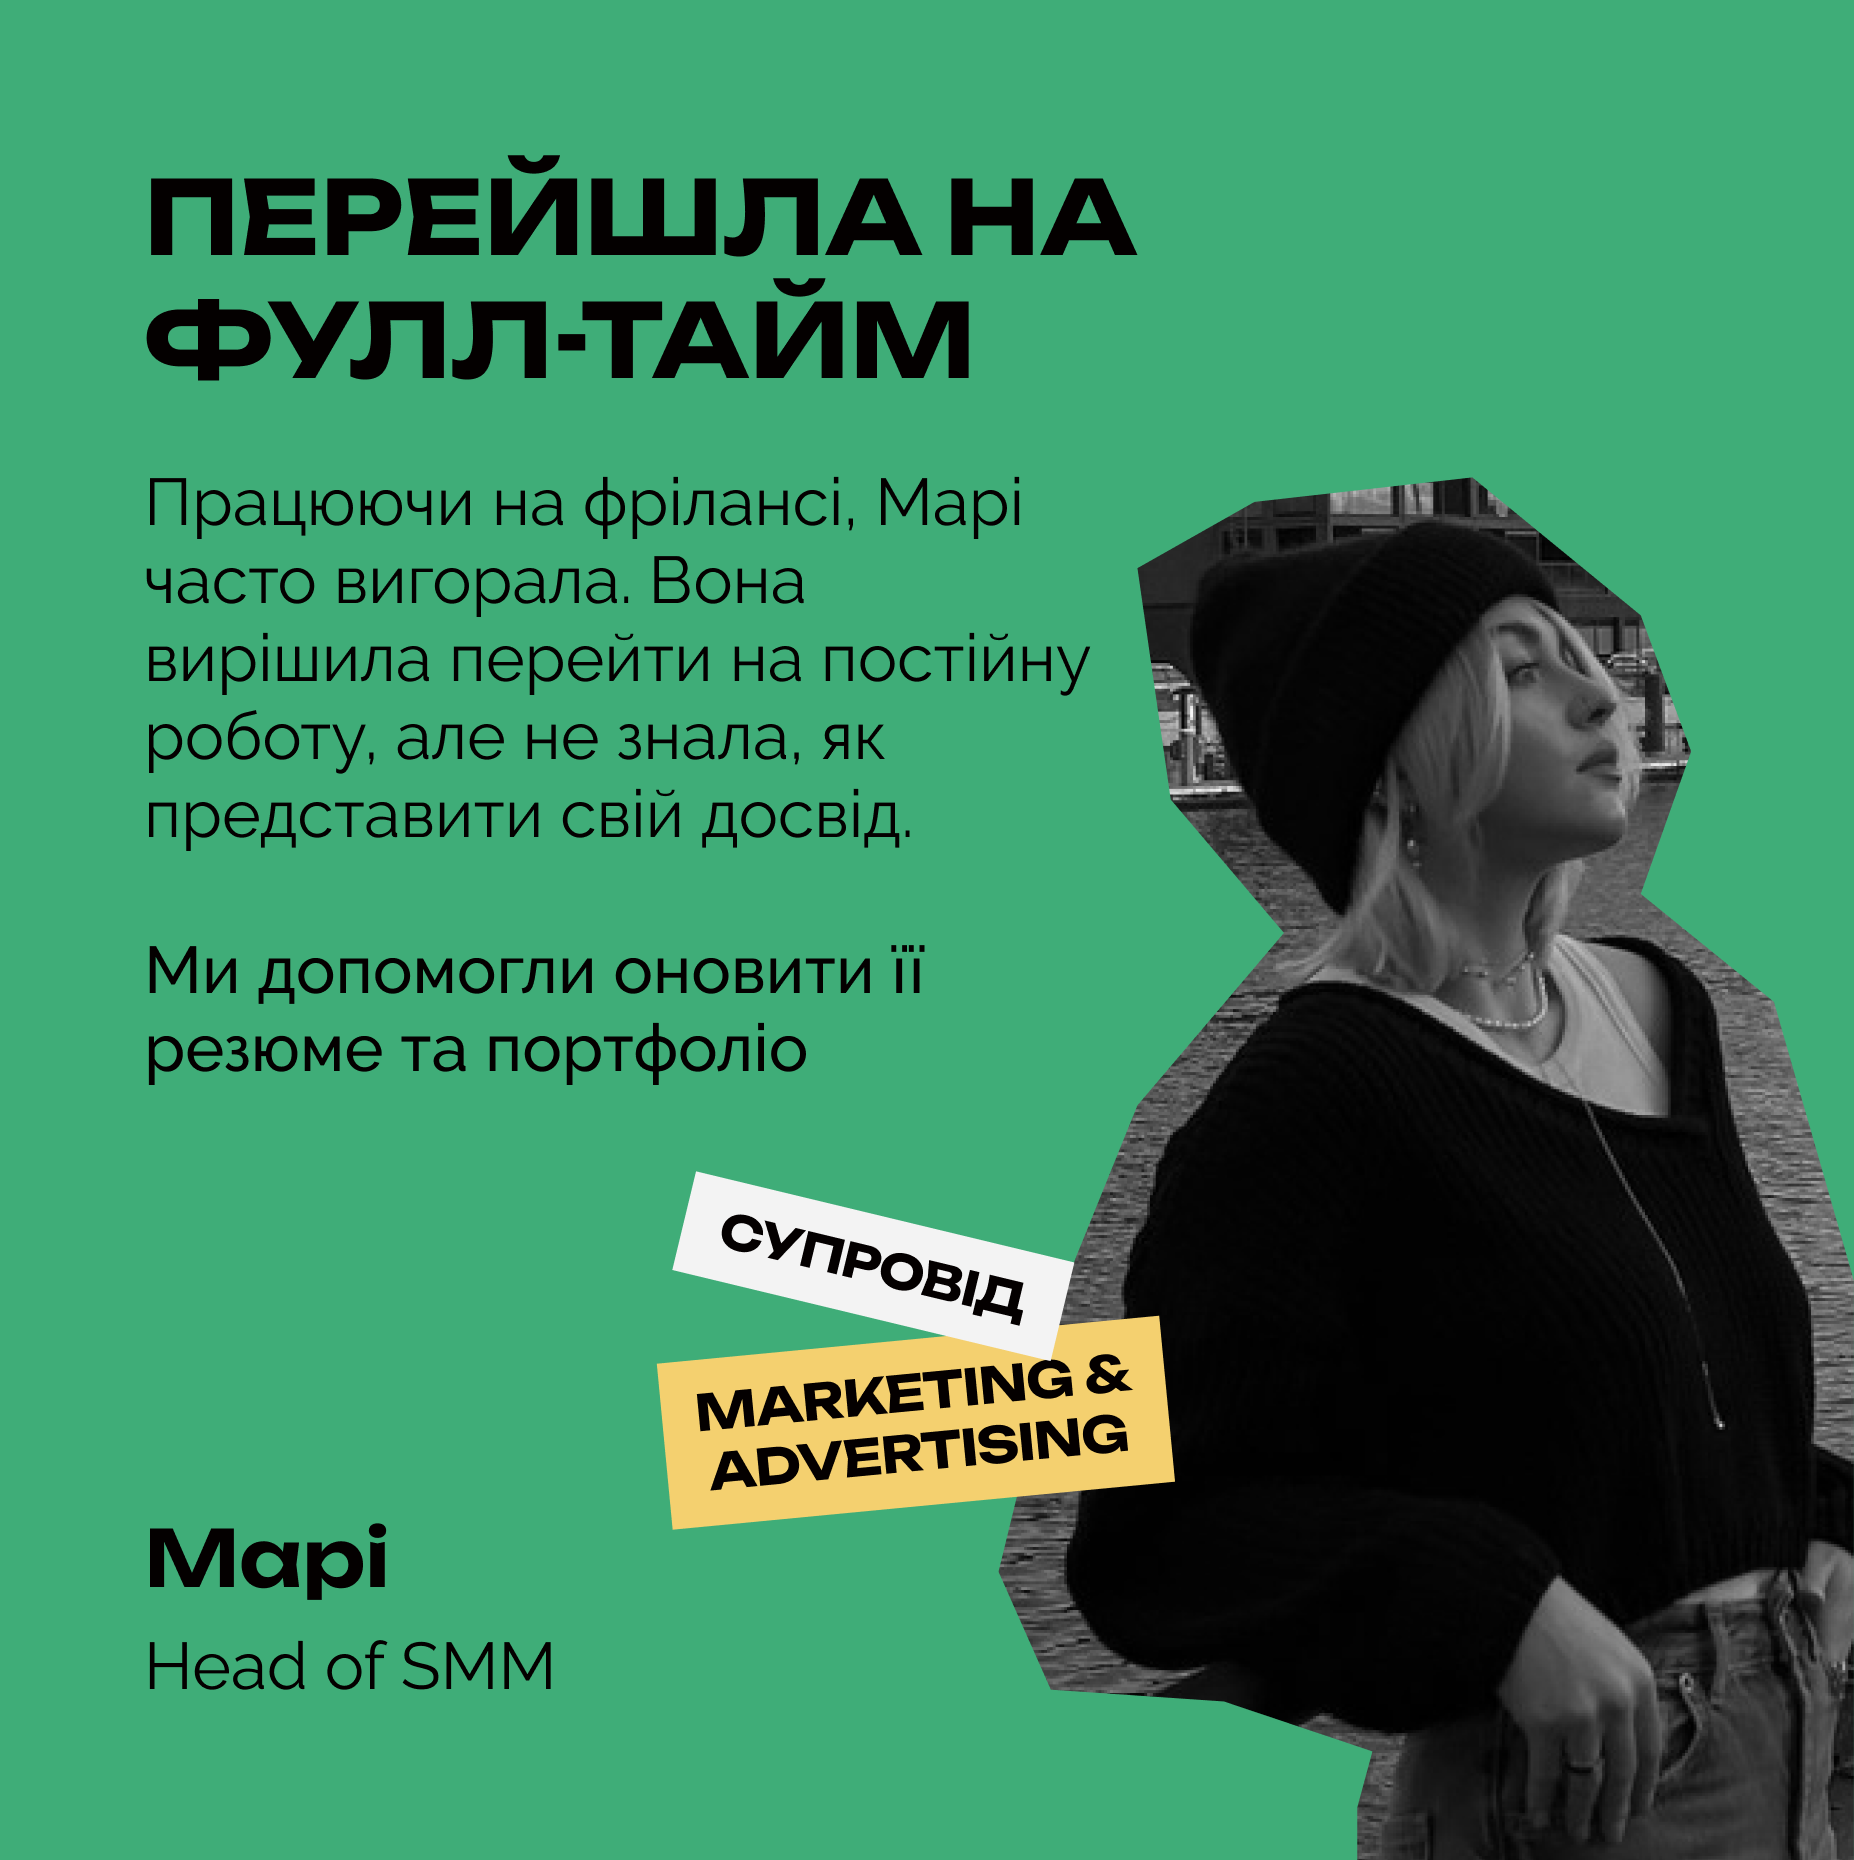 ПЕРЕЙШЛА НА
ФУЛЛ-ТАЙМ
Працюючи на фрілансі, Марі
часто вигорала. Вона
вирішила перейти на постійну
роботу, але не знала, як
представити свій досвід.
Ми допомогли оновити її
резюме та портфоліо
СУПРОВІД
MARKETING &
ADVERTISING
Марі
Head of SMM